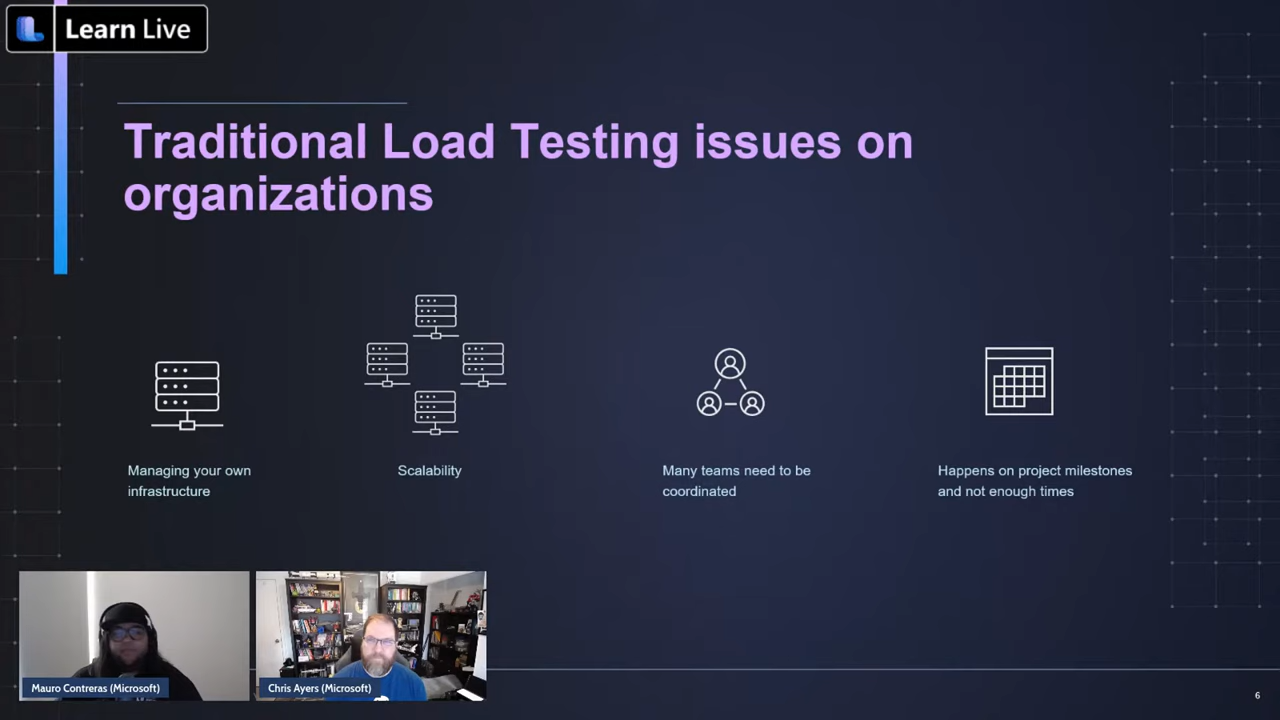 Learn Live
Traditional Load Testing issues on
organizations
Managing your own
infrastructure
Scalability
Many teams need to be
coordinated
Happens on project milestones
and not enough times
Mauro Contreras (Microsoft)
Chris Ayers (Microsoft)
6